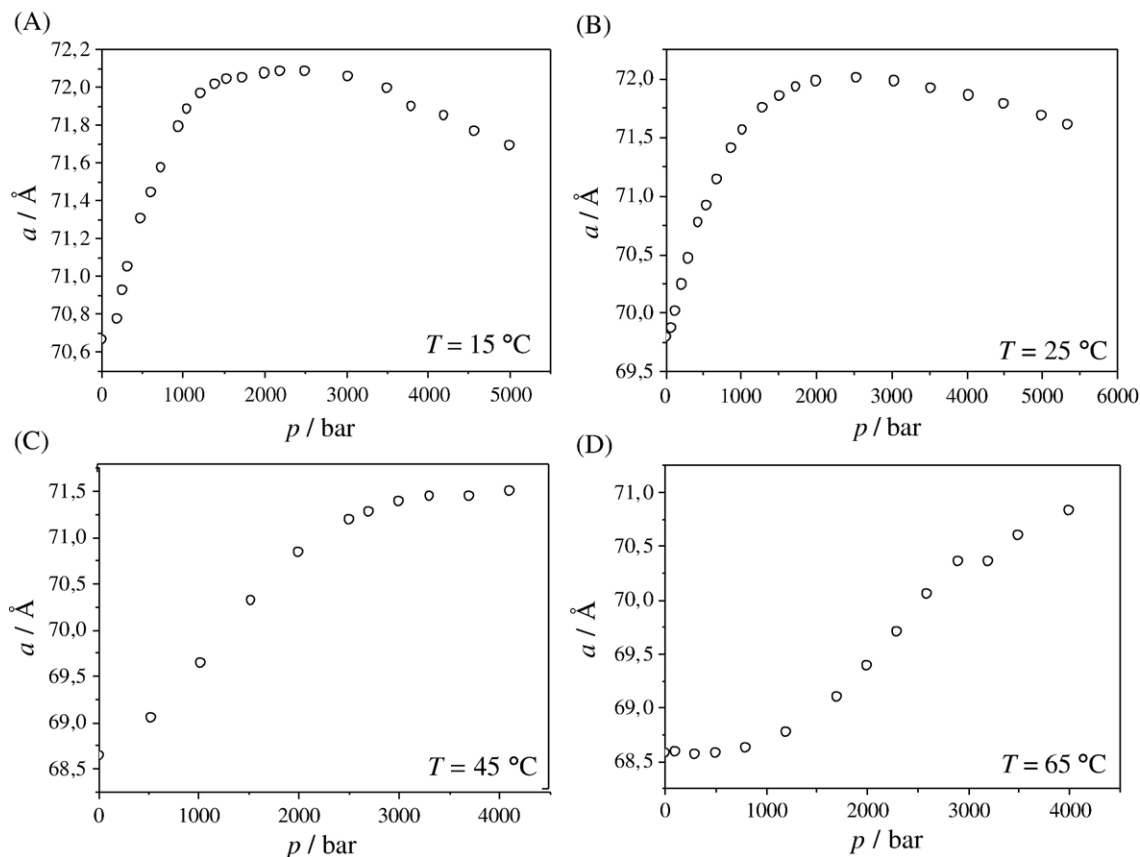 (A)
72,2
72,0
71,8
71,6
71,4
71,3
71,0
70,8
70,6
a / Å
T = 15 °C
0 1000 2000 3000 4000 5000
p / bar
(B)
72,0
71,5
71,0
70,5
70,0
69,5
a / Å
T = 25 °C
0 1000 2000 3000 4000 5000 6000
p / bar
(C)
71,5
71,0
70,5
70,0
69,5
69,0
68,5
a / Å
T = 45 °C
0 1000 2000 3000 4000
p / bar
(D)
71,0
70,5
70,0
69,5
69,0
68,5
a / Å
T = 65 °C
0 1000 2000 3000 4000
p / bar